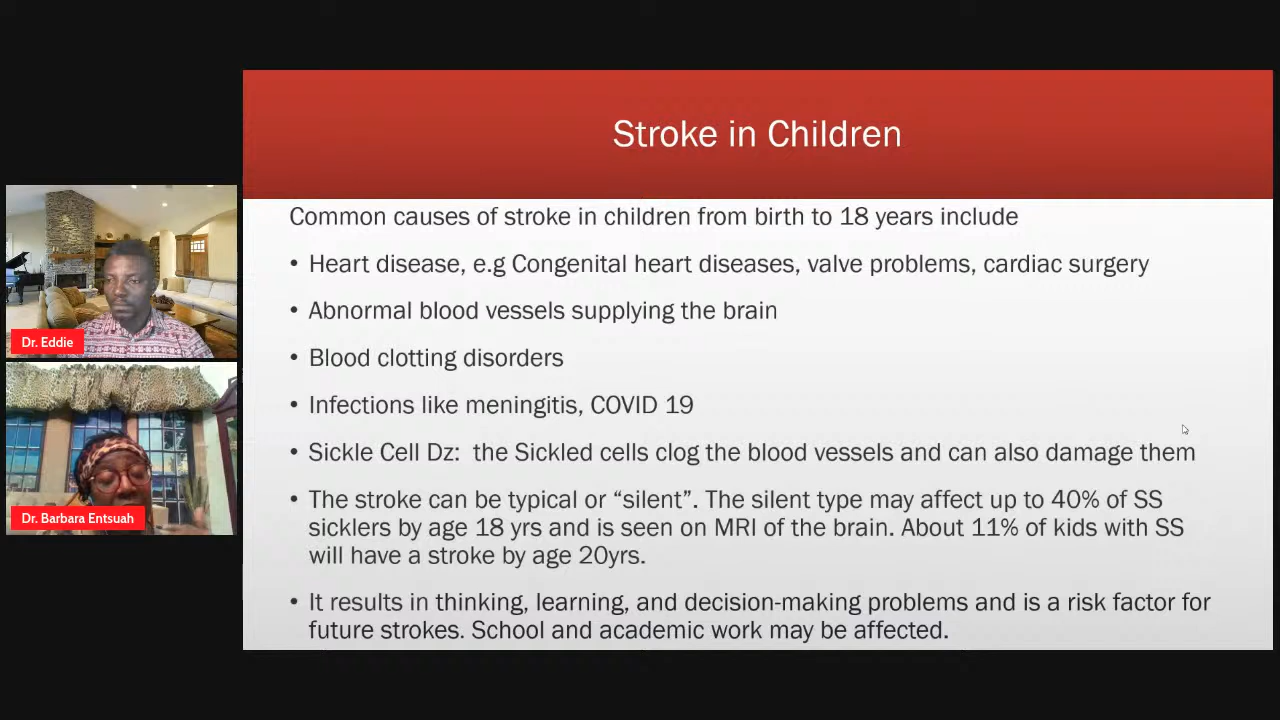 Stroke in Children
Common causes of stroke in children from birth to 18 years include
• Heart disease, e.g Congenital heart diseases, valve problems, cardiac surgery
• Abnormal blood vessels supplying the brain
• Blood clotting disorders
• Infections like meningitis, COVID 19
• Sickle Cell Dz:  the Sickled cells clog the blood vessels and can also damage them
• The stroke can be typical or “silent”. The silent type may affect up to 40% of SS
sicklers by age 18 yrs and is seen on MRI of the brain. About 11% of kids with SS
will have a stroke by age 20yrs.
• It results in thinking, learning, and decision-making problems and is a risk factor for
future strokes. School and academic work may be affected.
Dr. Eddie
Dr. Barbara Entsuah